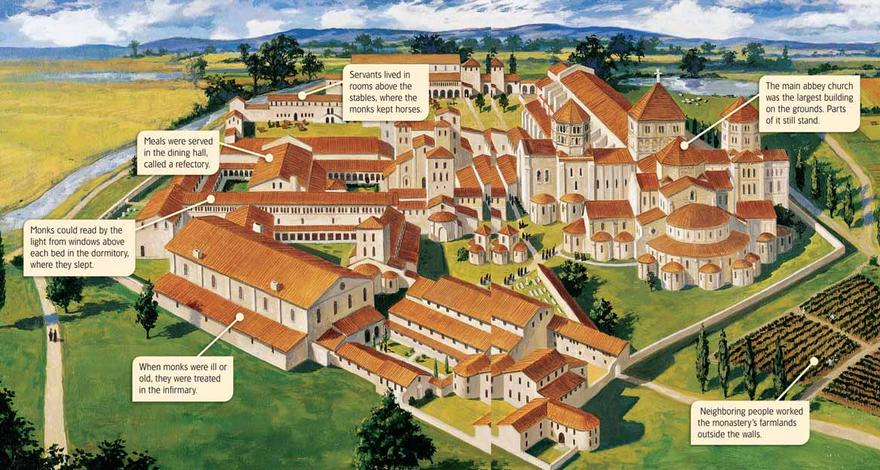 Servants lived in
rooms above the
stables, where the
monks kept horses.
The main abbey church
was the largest building
on the grounds. Parts
of it still stand.
Meals were served
in the dining hall,
called a refectory.
Monks could read by the
light from windows above
each bed in the dormitory,
where they slept.
When monks were ill or
old, they were treated
in the infirmary.
Neighboring people worked
the monastery's farmlands
outside the walls.